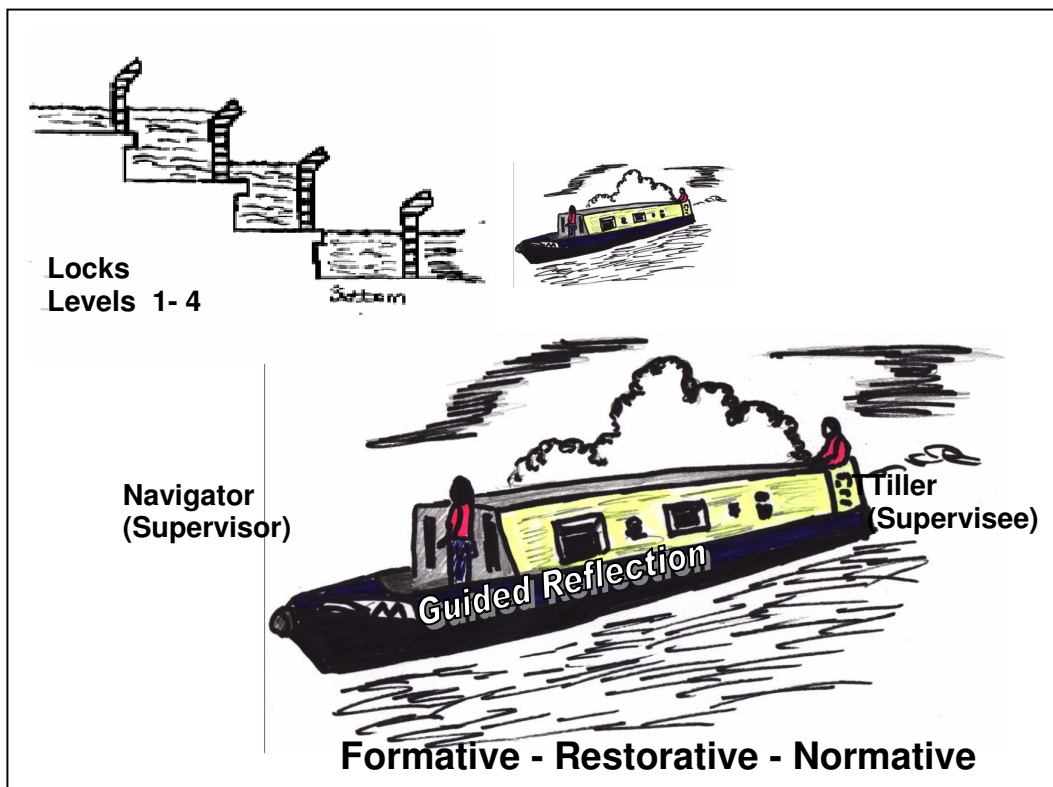 Locks
Levels 1- 4
Bottom
Navigator
(Supervisor)
Tiller
(Supervisee)
Guided Reflection
Formative - Restorative - Normative